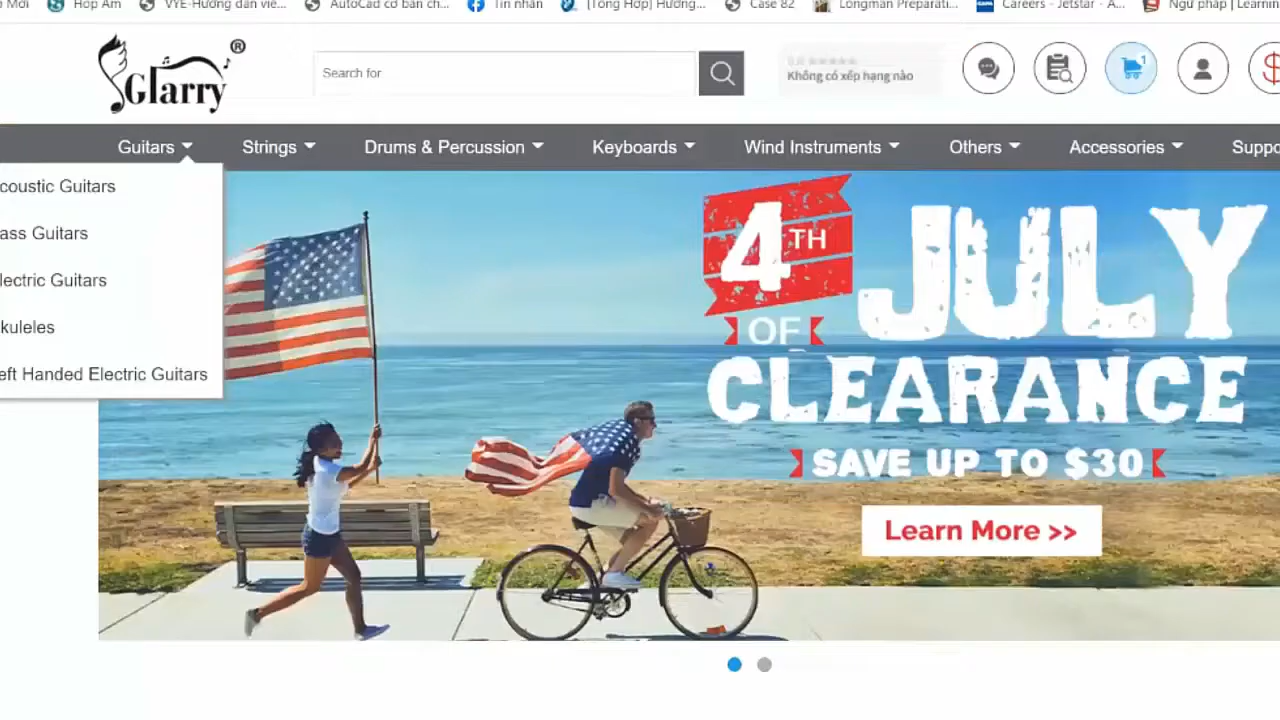 Mới
Hợp Âm
VYE-Hướng dẫn viê...
AutoCad cơ bản ch...
Tin nhắn
[Tổng Hợp] Hướng...
Case 82
Longman Preparati...
Careers - Jetstar - A...
Ngữ pháp | Learnin
Glarry®
Search for
Không có xếp hạng nào
1
Guitars
Strings
Drums & Percussion
Keyboards
Wind Instruments
Others
Accessories
Suppo
coustic Guitars
ass Guitars
lectric Guitars
kuleles
eft Handed Electric Guitars
4TH
OF
JULY
CLEARANCE
SAVE UP TO $30
Learn More >>